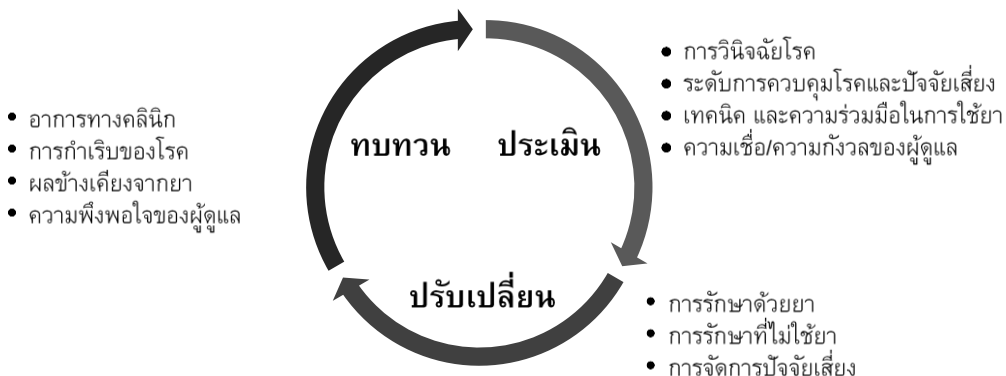 • การวินิจฉัยโรค
• ระดับการควบคุมโรคและปัจจัยเสี่ยง
• เทคนิค และความร่วมมือในการใช้ยา
• ความเชื่อ/ความกังวลของผู้ดูแล
• อาการทางคลินิก
• การกำเริบของโรค
• ผลข้างเคียงจากยา
• ความพึงพอใจของผู้ดูแล
ทบทวน ประเมิน
ปรับเปลี่ยน
• การรักษาด้วยยา
• การรักษาที่ไม่ใช้ยา
• การจัดการปัจจัยเสี่ยง